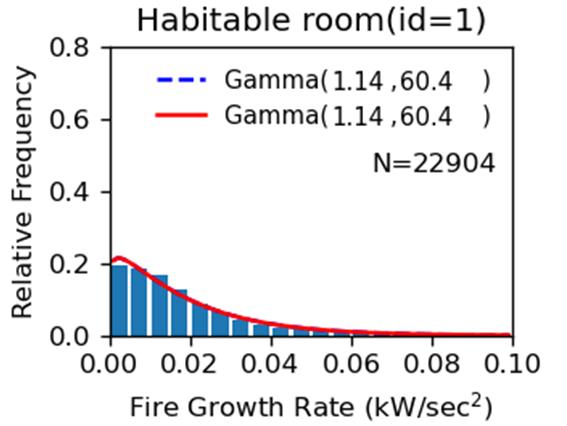 Habitable room(id=1)
Gamma( 1.14 ,60.4 )
Gamma( 1.14 ,60.4 )
N=22904
Relative Frequency
0.8
0.6
0.4
0.2
0.0
0.00 0.02 0.04 0.06 0.08 0.10
Fire Growth Rate (kW/sec²)